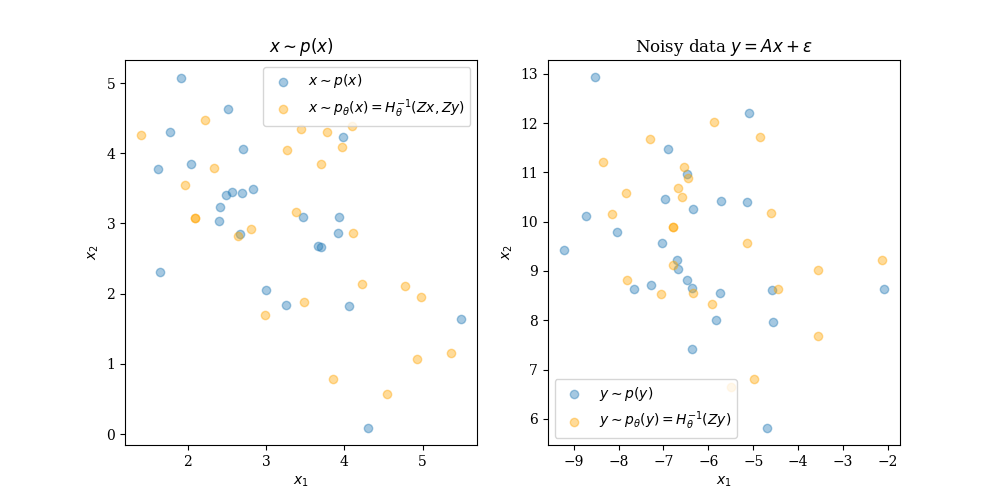 x ~ p(x)
x ~ p(x)
x ~ p_θ(x) = H_θ^{-1}(Zx, Zy)
5
4
3
2
1
0
x_2
2
3
4
5
x_1
Noisy data y = Ax + ε
13
12
11
10
9
8
7
6
x_2
y ~ p(y)
y ~ p_θ(y) = H_θ^{-1}(Zy)
−9
−8
−7
−6
−5
−4
−3
−2
x_1